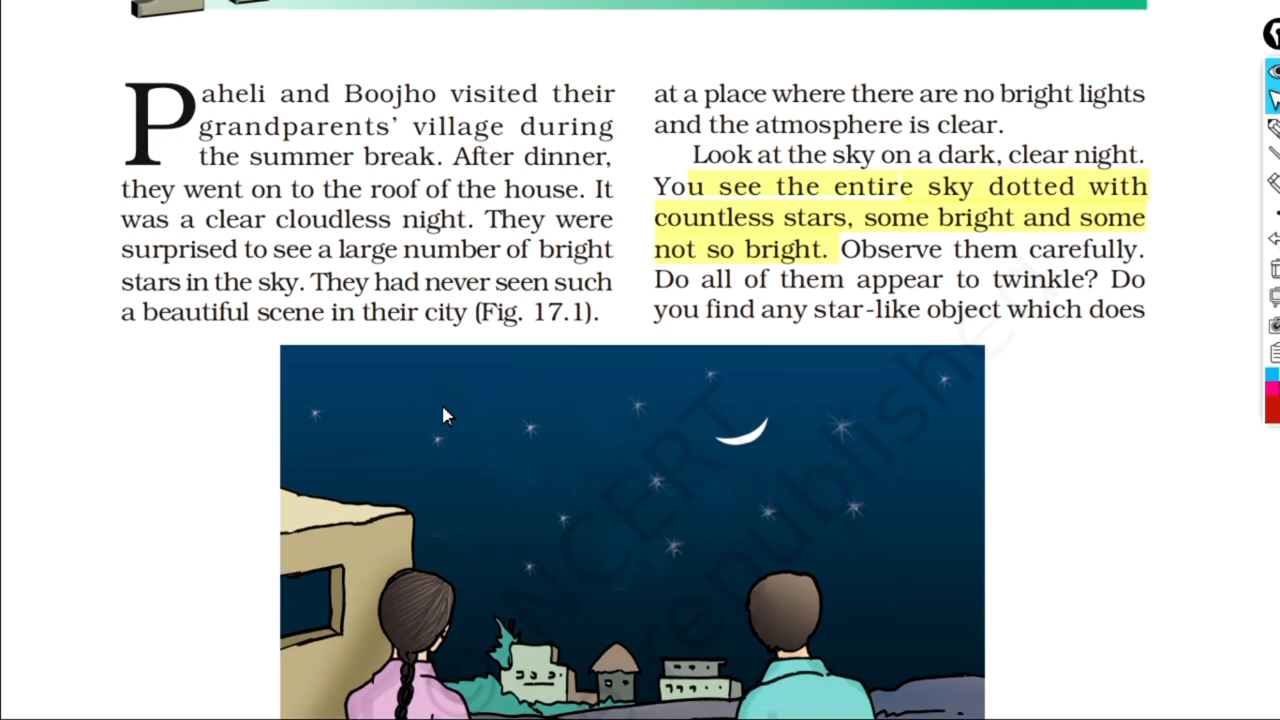 Paheli and Boojho visited their
grandparents' village during
the summer break. After dinner,
they went on to the roof of the house. It
was a clear cloudless night. They were
surprised to see a large number of bright
stars in the sky. They had never seen such
a beautiful scene in their city (Fig. 17.1).
at a place where there are no bright lights
and the atmosphere is clear.
Look at the sky on a dark, clear night.
You see the entire sky dotted with
countless stars, some bright and some
not so bright. Observe them carefully.
Do all of them appear to twinkle? Do
you find any star-like object which does
NCERT
republished